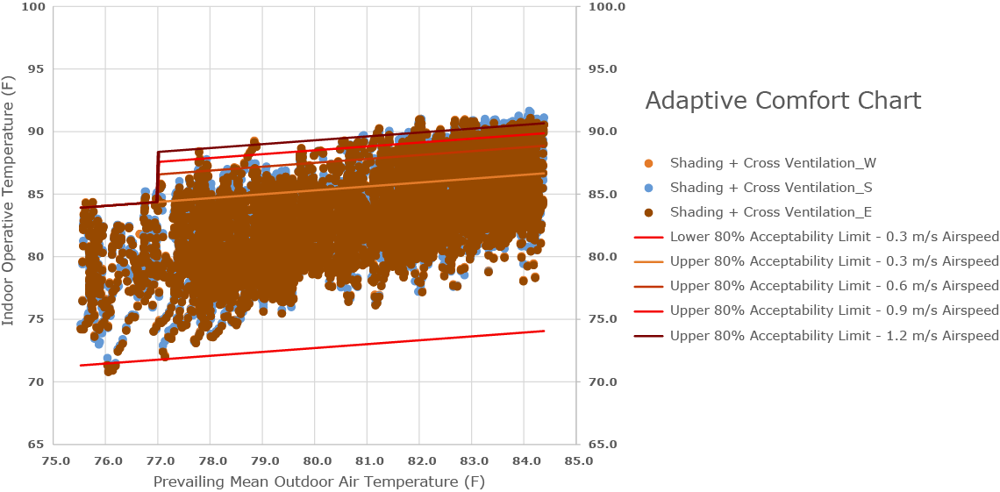 Adaptive Comfort Chart
Indoor Operative Temperature (F)
100
95
90
85
80
75
70
65
100.0
95.0
90.0
85.0
80.0
75.0
70.0
65.0
75.0 76.0 77.0 78.0 79.0 80.0 81.0 82.0 83.0 84.0 85.0
Prevailing Mean Outdoor Air Temperature (F)
Shading + Cross Ventilation_W
Shading + Cross Ventilation_S
Shading + Cross Ventilation_E
Lower 80% Acceptability Limit - 0.3 m/s Airspeed
Upper 80% Acceptability Limit - 0.3 m/s Airspeed
Upper 80% Acceptability Limit - 0.6 m/s Airspeed
Upper 80% Acceptability Limit - 0.9 m/s Airspeed
Upper 80% Acceptability Limit - 1.2 m/s Airspeed